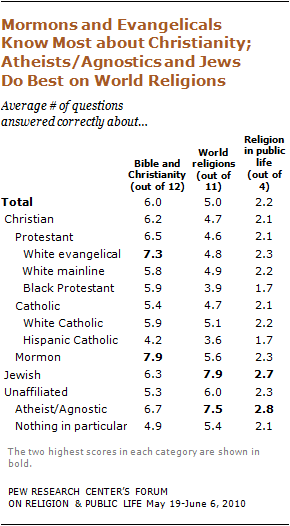 Mormons and Evangelicals
Know Most about Christianity;
Atheists/Agnostics and Jews
Do Best on World Religions
Average # of questions
answered correctly about...
Bible and Christianity (out of 12) World religions (out of 11) Religion in public life (out of 4)
Total 6.0 5.0 2.2
Christian 6.2 4.7 2.1
Protestant 6.5 4.6 2.1
White evangelical 7.3 4.8 2.3
White mainline 5.8 4.9 2.2
Black Protestant 5.9 3.9 1.7
Catholic 5.4 4.7 2.1
White Catholic 5.9 5.1 2.2
Hispanic Catholic 4.2 3.6 1.7
Mormon 7.9 5.6 2.3
Jewish 6.3 7.9 2.7
Unaffiliated 5.3 6.0 2.3
Atheist/Agnostic 6.7 7.5 2.8
Nothing in particular 4.9 5.4 2.1
The two highest scores in each category are shown in
bold.
PEW RESEARCH CENTER'S FORUM
ON RELIGION & PUBLIC LIFE May 19-June 6, 2010